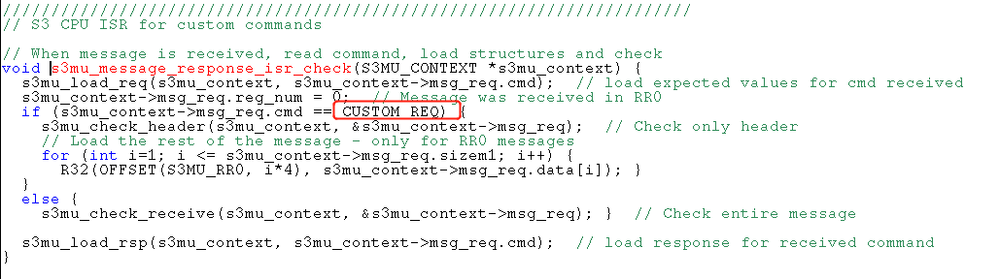 //////////////////////////////////////////////////////////////////////
// S3 CPU ISR for custom commands
// When message is received, read command, load structures and check
void s3mu_message_response_isr_check(S3MU_CONTEXT *s3mu_context) {
s3mu_load_req(s3mu_context, s3mu_context->msg_req.cmd); // load expected values for cmd received
s3mu_context->msg_req.reg_num = 0; // Message was received in RR0
if (s3mu_context->msg_req.cmd == CUSTOM_REQ) {
s3mu_check_header(s3mu_context, &s3mu_context->msg_req); // Check only header
// Load the rest of the message - only for RR0 messages
for (int i=1; i <= s3mu_context->msg_req.sizem1; i++) {
R32(OFFSET(S3MU_RR0, i*4), s3mu_context->msg_req.data[i]); }
}
else {
s3mu_check_receive(s3mu_context, &s3mu_context->msg_req); } // Check entire message
s3mu_load_rsp(s3mu_context, s3mu_context->msg_req.cmd); // load response for received command
}